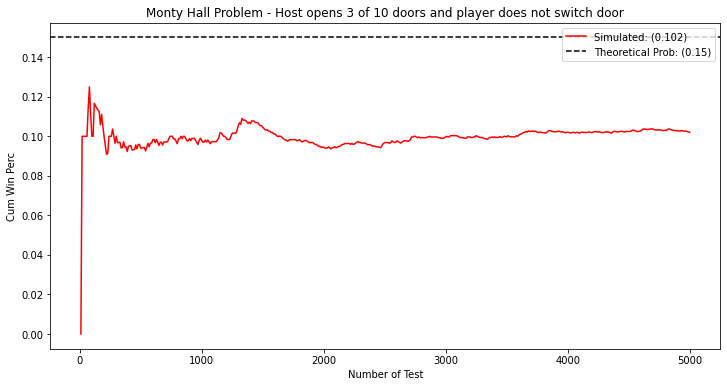 Monty Hall Problem - Host opens 3 of 10 doors and player does not switch door
Simulated: (0.102)
Theoretical Prob: (0.15)
0.14
0.12
0.10
0.08
0.06
0.04
0.02
0.00
Cum Win Perc
0 1000 2000 3000 4000 5000
Number of Test